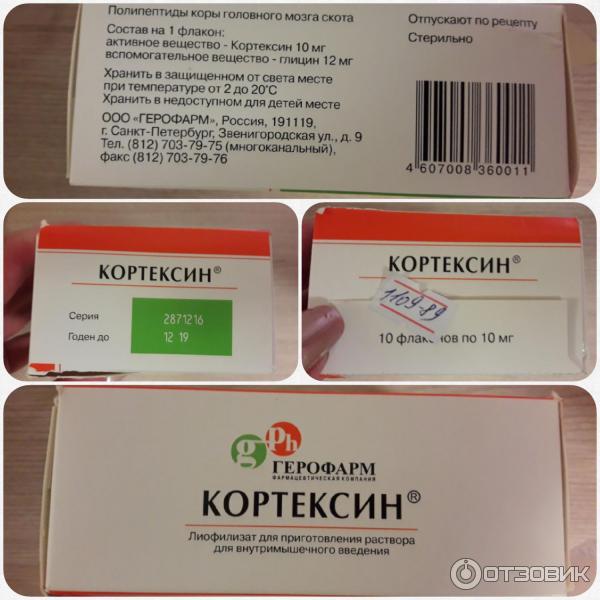 Полипептиды коры головного мозга скота
Состав на 1 флакон:
активное вещество - Кортексин 10 мг
вспомогательное вещество - глицин 12 мг
Хранить в защищенном от света месте
при температуре от 2 до 20°С
Хранить в недоступном для детей месте
ООО «ГЕРОФАРМ», Россия, 191119,
г. Санкт-Петербург, Звенигородская ул., д. 9
Тел. (812) 703-79-75 (многоканальный),
факс (812) 703-79-76
Отпускают по рецепту
Стерильно
4 607008 360011
КОРТЕКСИН®
Серия 2871216
Годен до 12 19
КОРТЕКСИН®
1109-89
10 флаконов по 10 мг
gPh
ГЕРОФАРМ
ФАРМАЦЕВТИЧЕСКАЯ КОМПАНИЯ
КОРТЕКСИН®
Лиофилизат для приготовления раствора
для внутримышечного введения
ОТЗОВИК